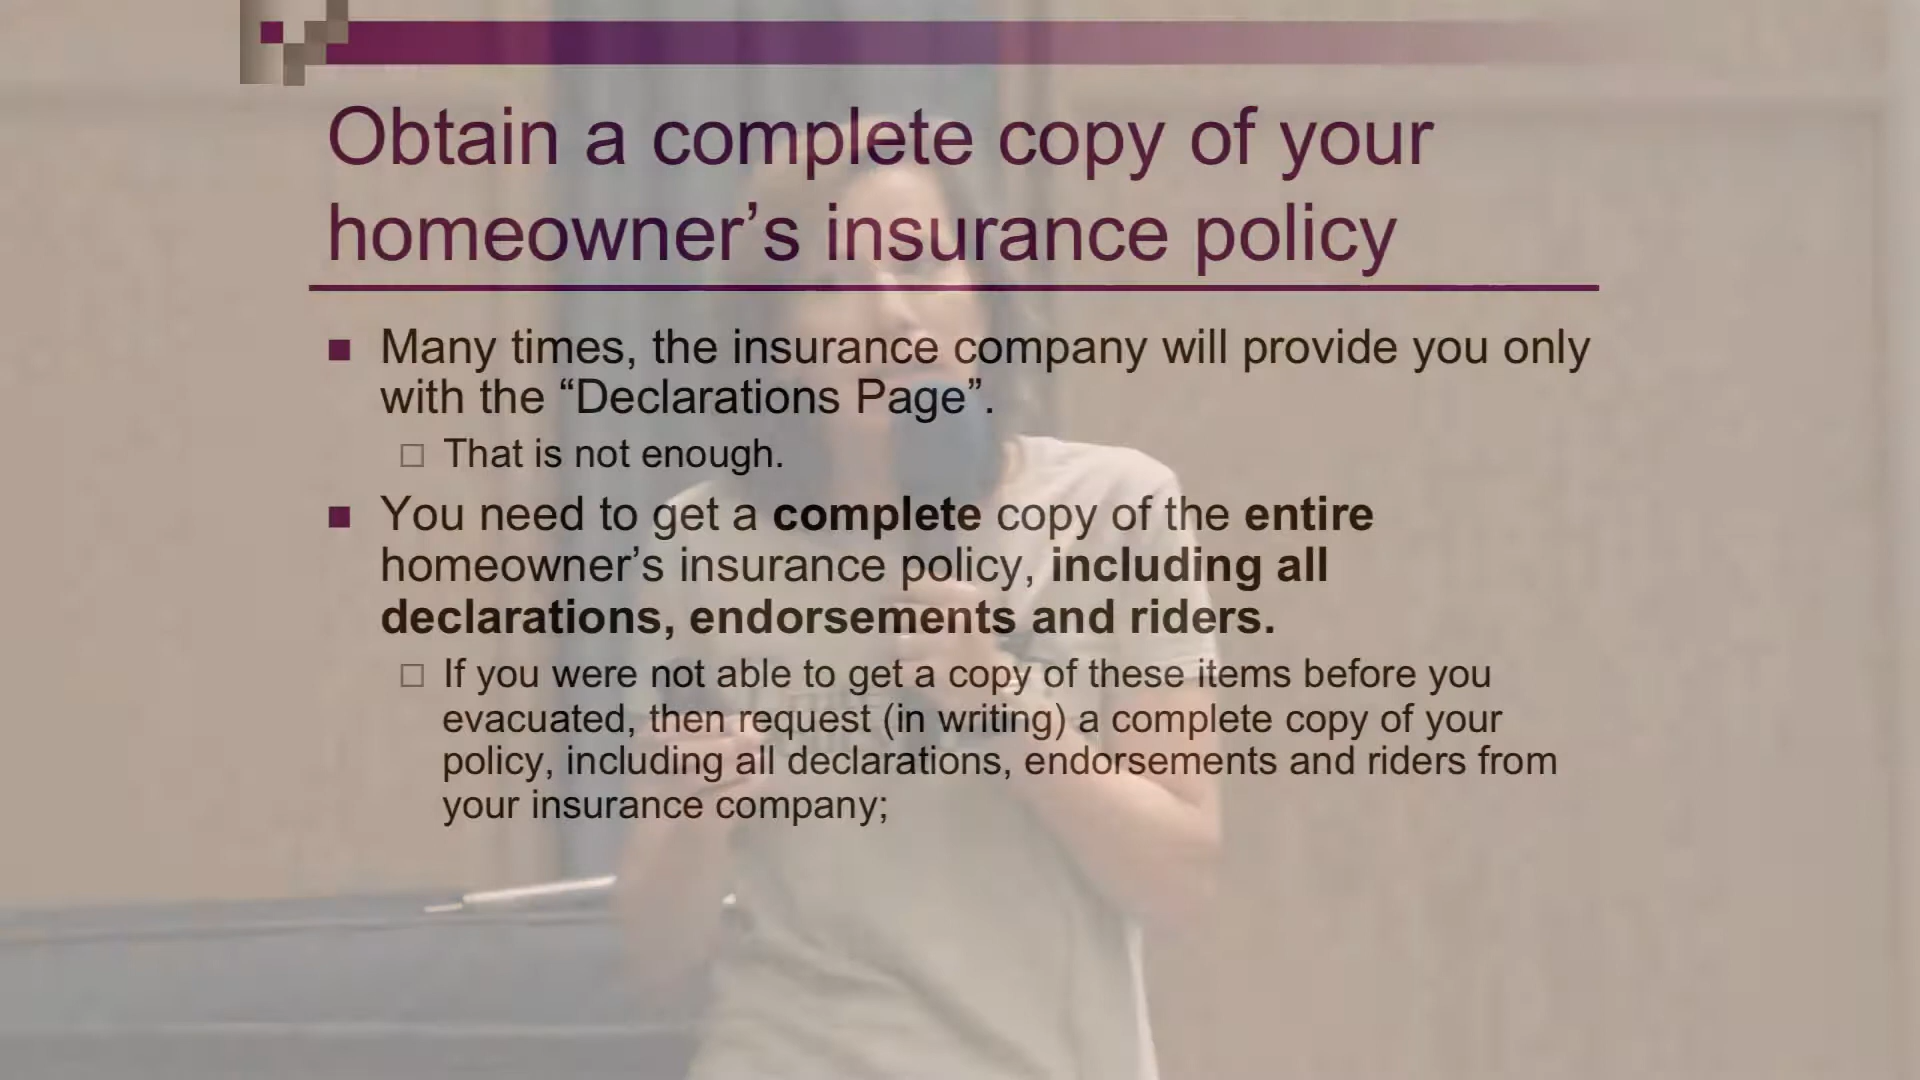 Obtain a complete copy of your
homeowner’s insurance policy
Many times, the insurance company will provide you only
with the “Declarations Page”.
That is not enough.
You need to get a complete copy of the entire
homeowner’s insurance policy, including all
declarations, endorsements and riders.
If you were not able to get a copy of these items before you
evacuated, then request (in writing) a complete copy of your
policy, including all declarations, endorsements and riders from
your insurance company;